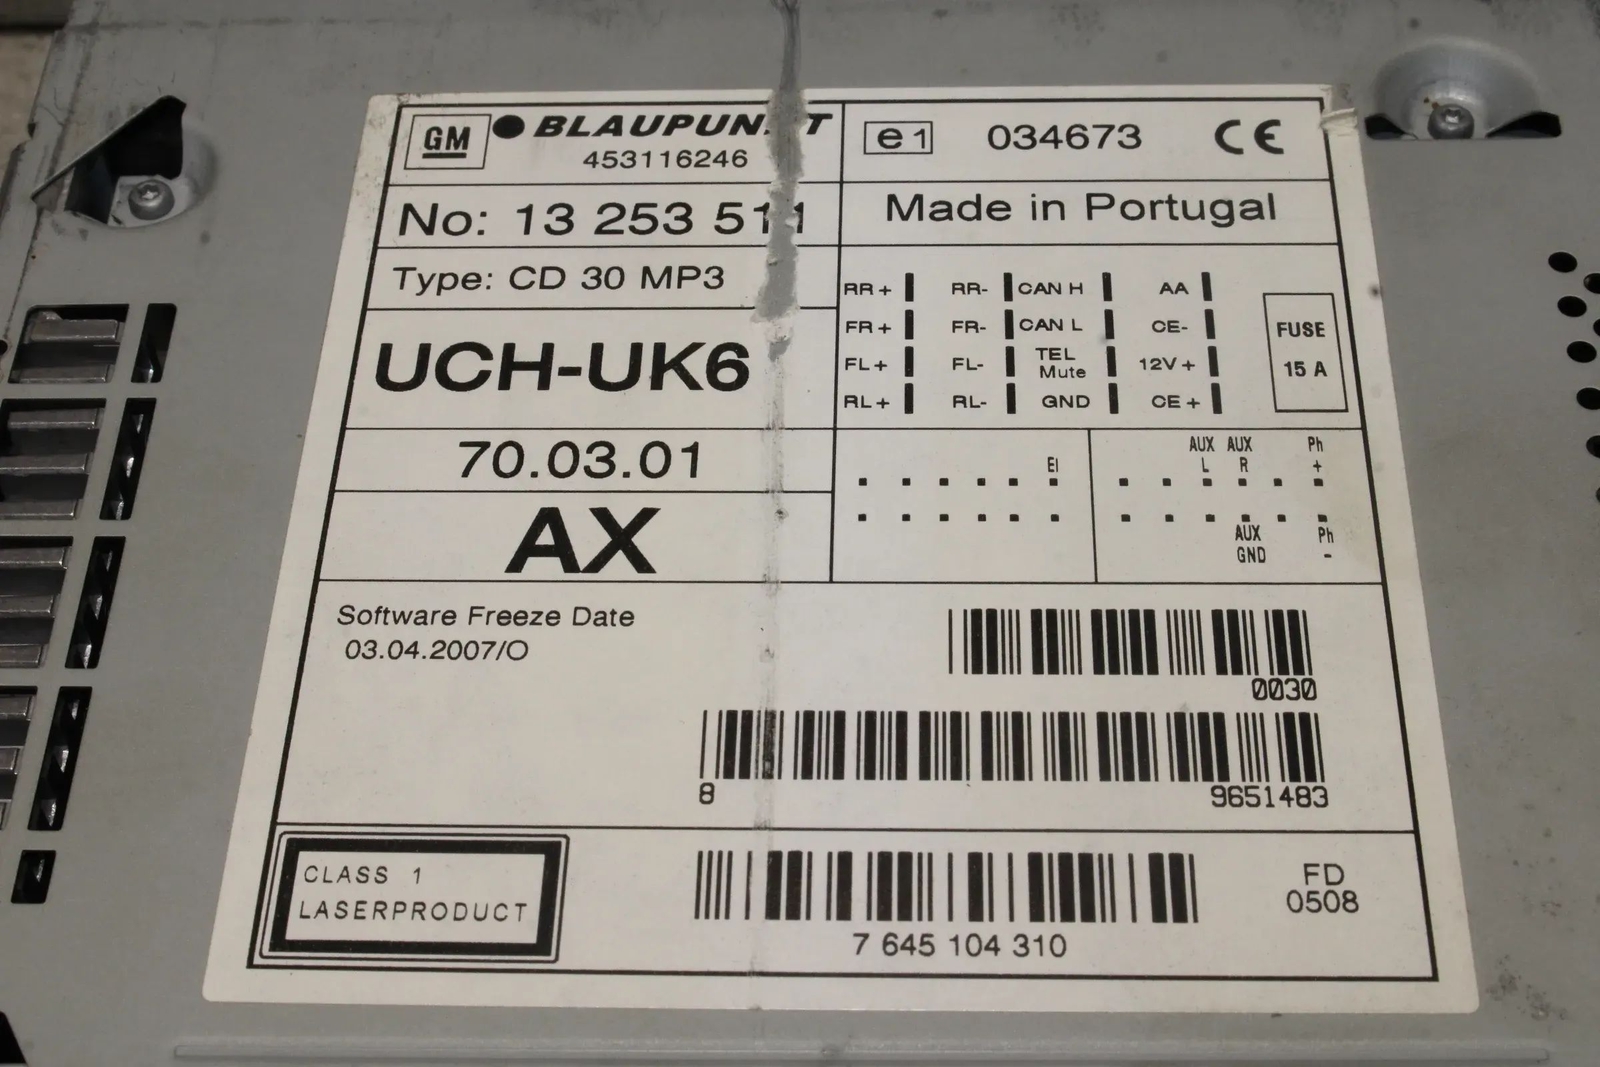 GM BLAUPUNKT
453116246
No: 13 253 511
Type: CD 30 MP3
UCH-UK6
70.03.01
AX
e1 034673 CE
Made in Portugal
RR+ RR- CAN H AA
FR+ FR- CAN L CE-
FL+ FL- TEL Mute 12V+
RL+ RL- GND CE+
FUSE
15 A
EI
AUX L AUX R Ph +
AUX GND Ph -
Software Freeze Date
03.04.2007/O
0030
8 9651483
CLASS 1
LASERPRODUCT
7 645 104 310
FD
0508